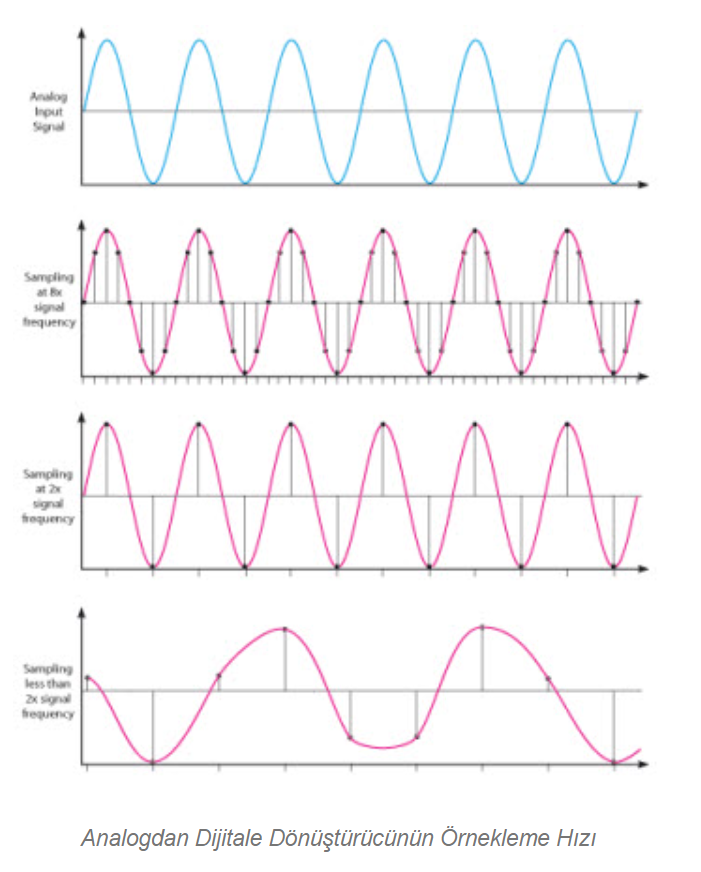 Analog
Input
Signal
Sampling
at 8x
signal
frequency
Sampling
at 2x
signal
frequency
Sampling
less than
2x signal
frequency
Analogdan Dijitale Dönüştürücünün Örnekleme Hızı